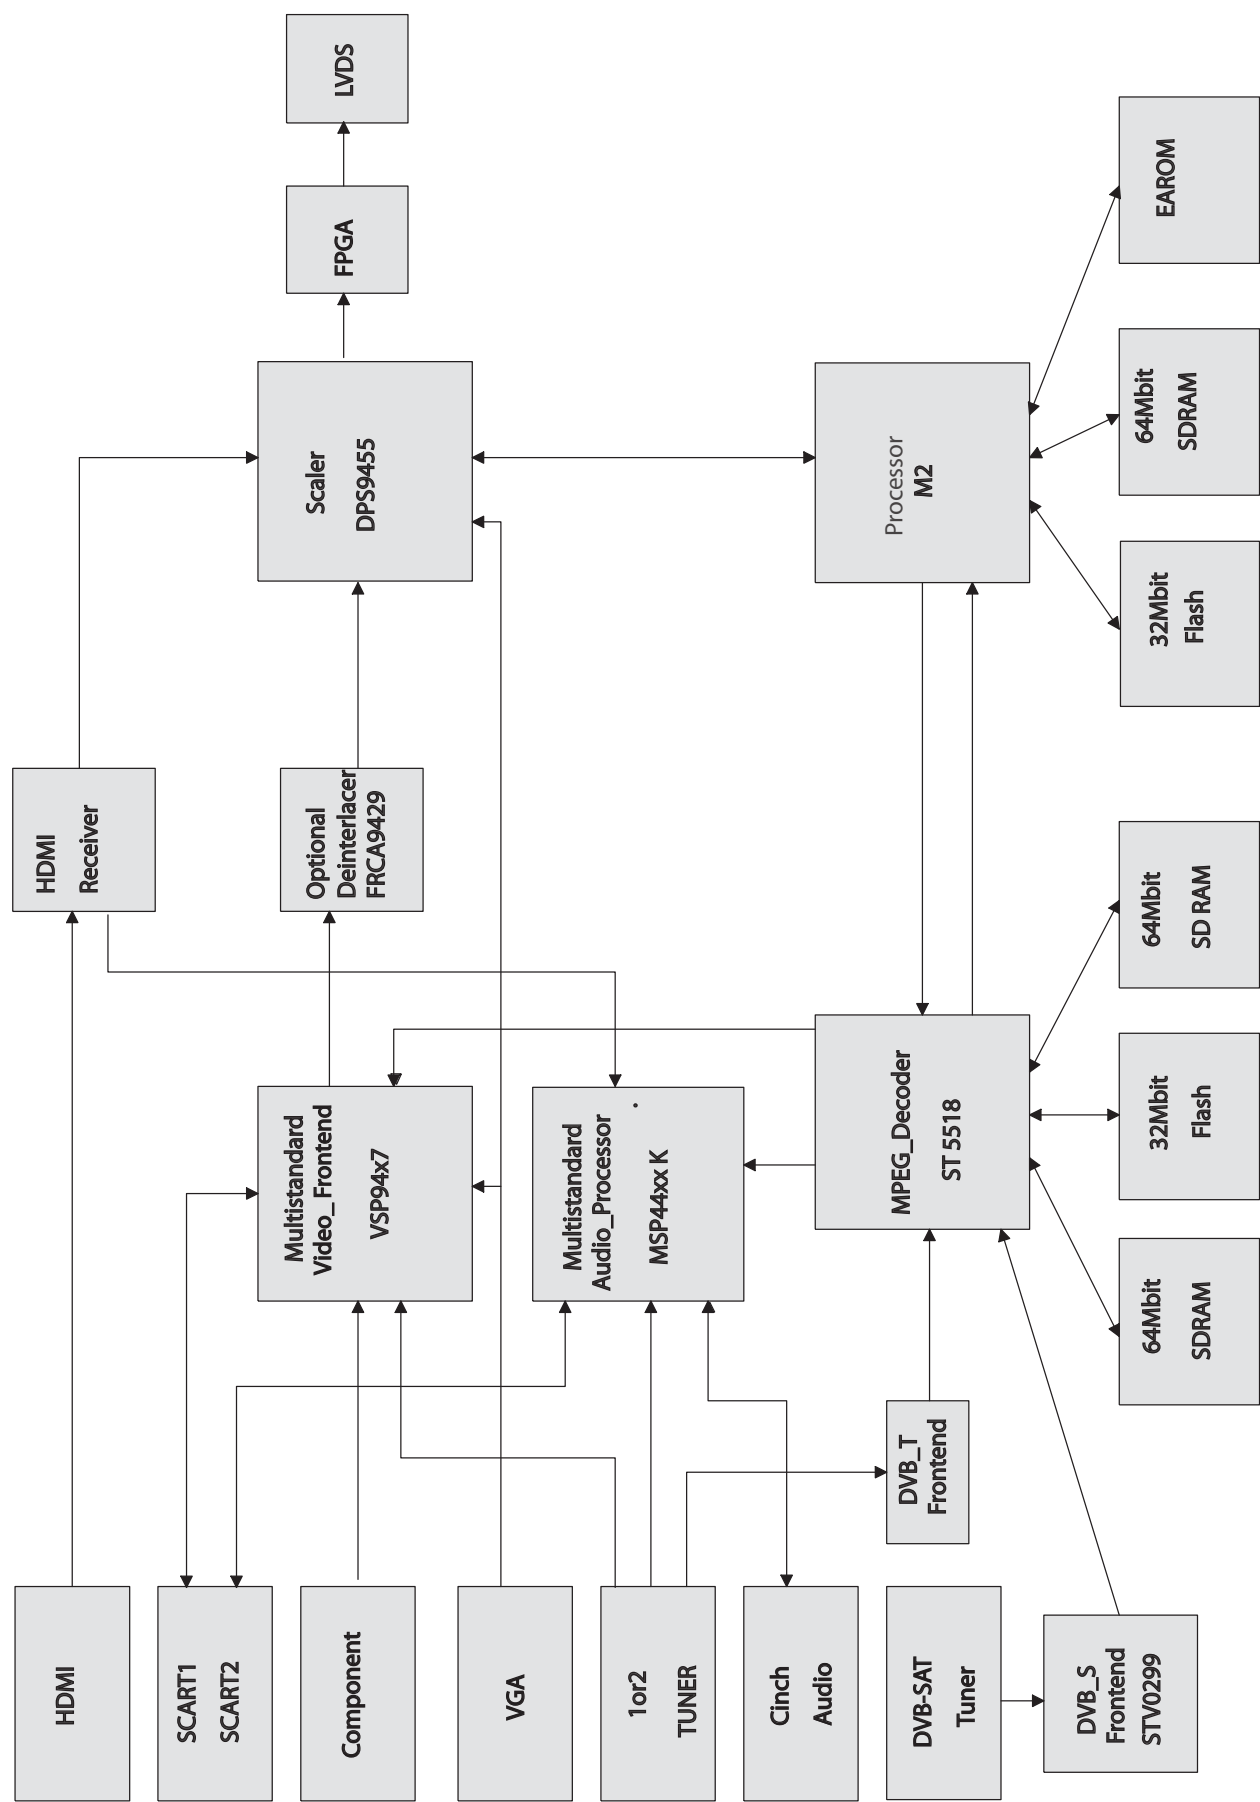 HDMI
SCART1
SCART2
Component
VGA
1or2
TUNER
Cinch
Audio
DVB-SAT
Tuner
DVB_S
Frontend
STV0299
DVB_T
Frontend
Multistandard
Video_Frontend
VSP94x7
Multistandard
Audio_Processor
MSP44xx K
MPEG_Decoder
ST 5518
64Mbit
SDRAM
32Mbit
Flash
64Mbit
SD RAM
HDMI
Receiver
Optional
Deinterlacer
FRCA9429
Scaler
DPS9455
Processor
M2
32Mbit
Flash
64Mbit
SDRAM
EAROM
FPGA
LVDS